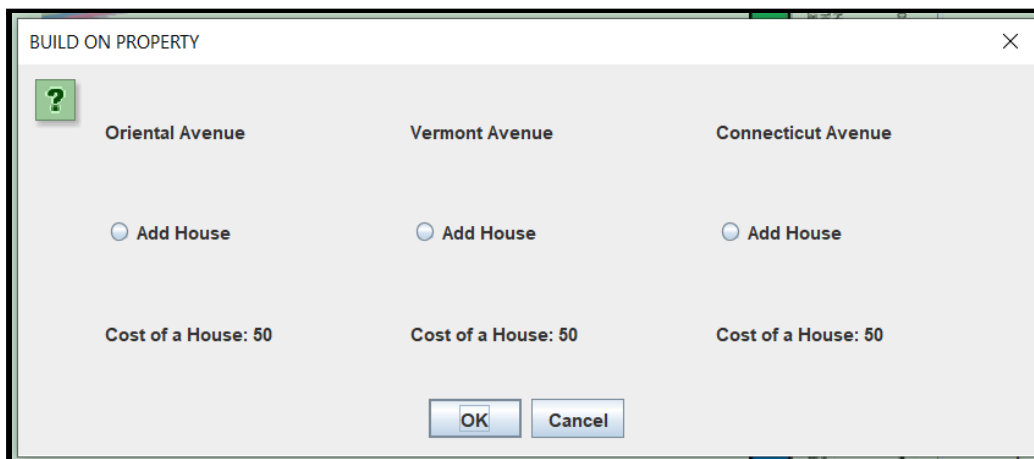 BUILD ON PROPERTY
?
Oriental Avenue
Vermont Avenue
Connecticut Avenue
Add House
Add House
Add House
Cost of a House: 50
Cost of a House: 50
Cost of a House: 50
OK
Cancel